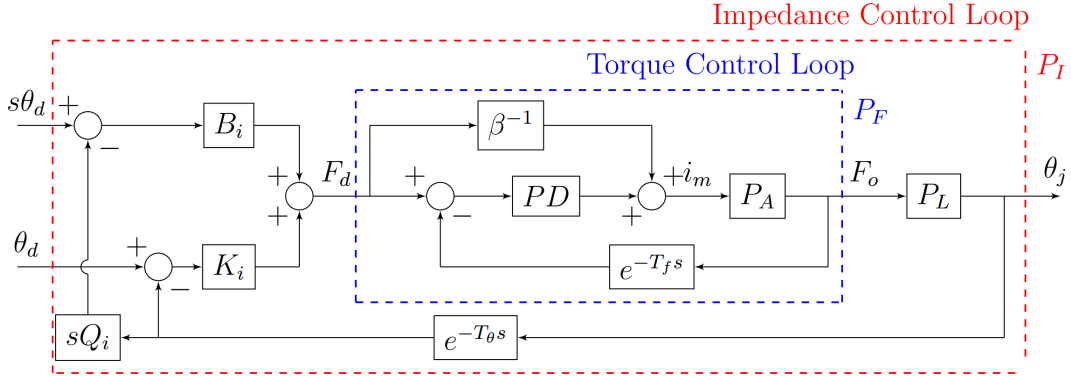 Impedance Control Loop
Torque Control Loop
P_I
sθ_d
+
−
B_i
β^{-1}
P_F
+
+
F_d
+
−
PD
+
+
i_m
P_A
F_o
P_L
θ_j
θ_d
+
−
K_i
e^{-T_f s}
sQ_i
e^{-T_θ s}